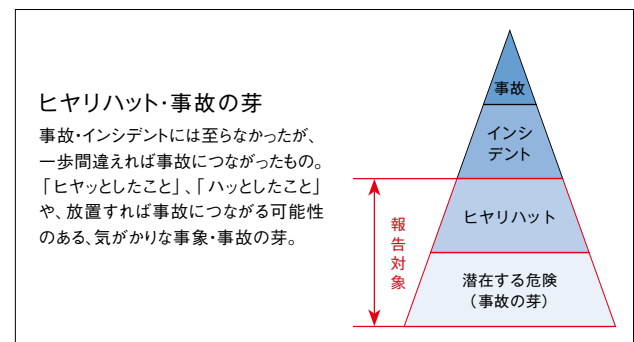 ヒヤリハット・事故の芽
事故・インシデントには至らなかったが、
一歩間違えれば事故につながったもの。
「ヒヤッとしたこと」、「ハッとしたこと」
や、放置すれば事故につながる可能性
のある、気がかりな事象・事故の芽。
事故
インシ
デント
ヒヤリハット
潜在する危険
（事故の芽）
報告対象